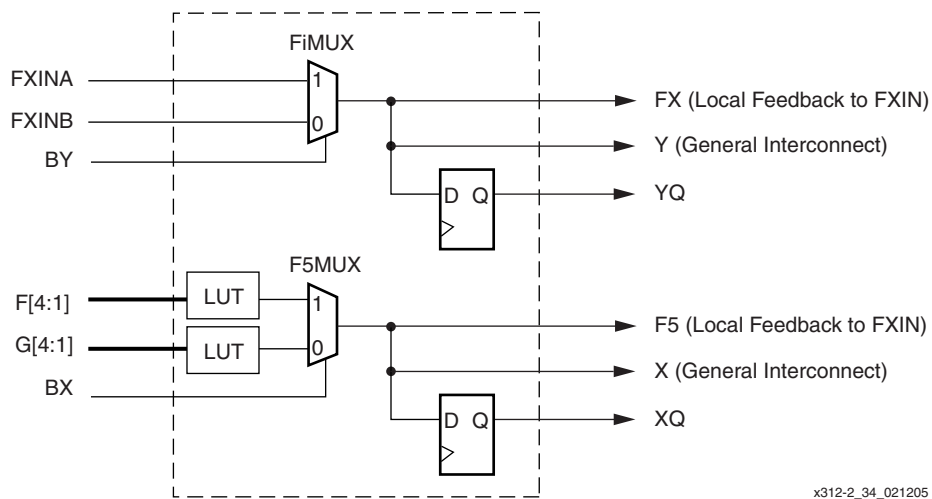 FiMUX
FXINA
1
FX (Local Feedback to FXIN)
FXINB
0
Y (General Interconnect)
BY
D Q
YQ
F5MUX
F[4:1]
LUT
1
F5 (Local Feedback to FXIN)
G[4:1]
LUT
0
X (General Interconnect)
BX
D Q
XQ
x312-2_34_021205